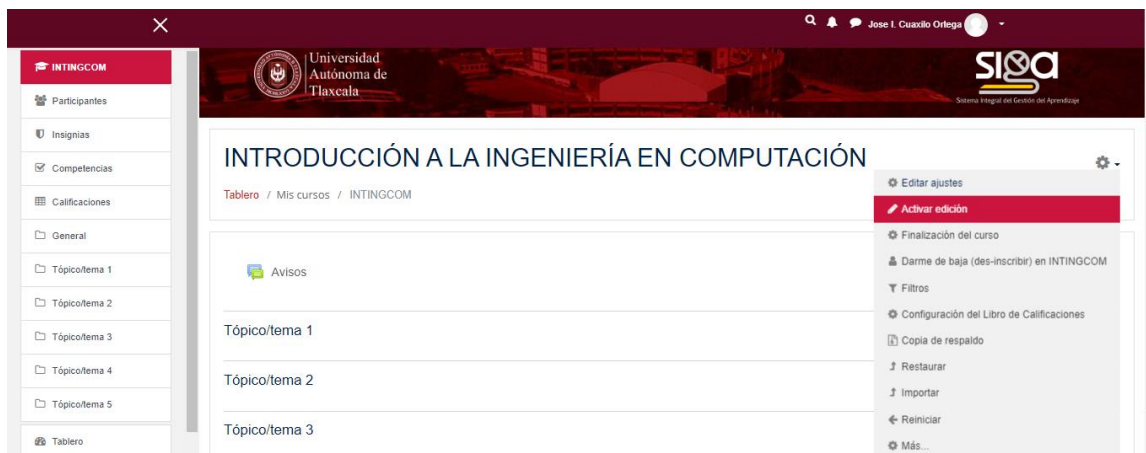 Jose I. Cuaxilo Ortega
INTINGCOM
Participantes
Insignias
Competencias
Calificaciones
General
Tópico/tema 1
Tópico/tema 2
Tópico/tema 3
Tópico/tema 4
Tópico/tema 5
Tablero
Universidad
Autónoma de
Tlaxcala
siga
Sistema Integral del Gestión del Aprendizaje
INTRODUCCIÓN A LA INGENIERÍA EN COMPUTACIÓN
Tablero / Mis cursos / INTINGCOM
Avisos
Tópico/tema 1
Tópico/tema 2
Tópico/tema 3
Editar ajustes
Activar edición
Finalización del curso
Darme de baja (des-inscribir) en INTINGCOM
Filtros
Configuración del Libro de Calificaciones
Copia de respaldo
Restaurar
Importar
Reiniciar
Más...